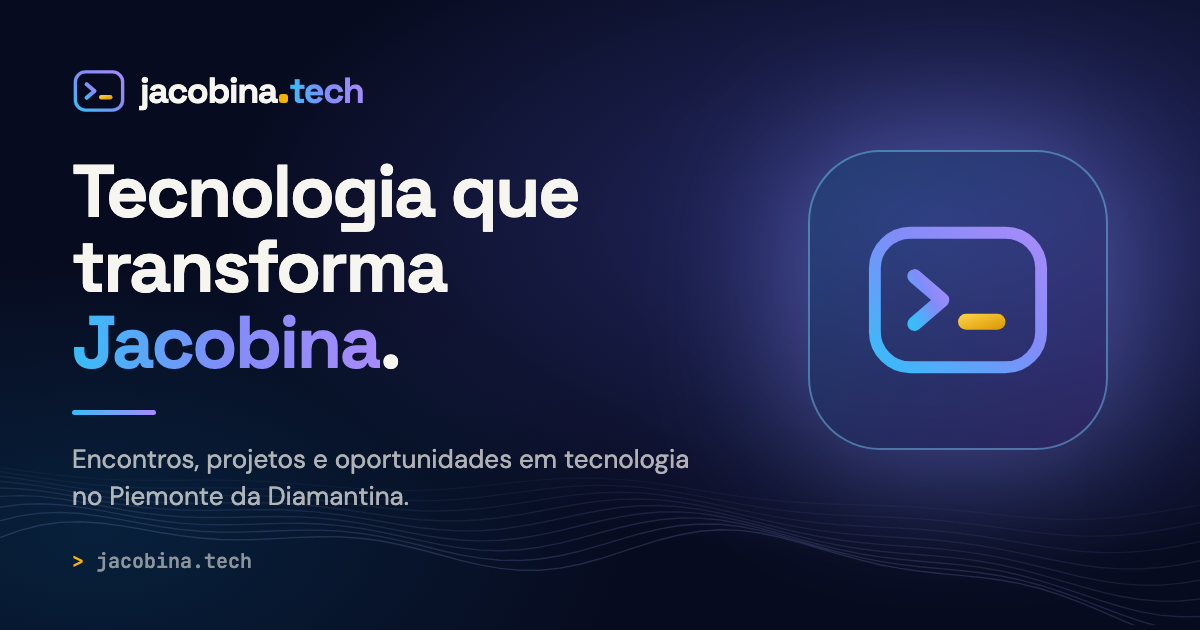 jacobina.tech
Tecnologia que
transforma
Jacobina.
Encontros, projetos e oportunidades em tecnologia
no Piemonte da Diamantina.
> jacobina.tech